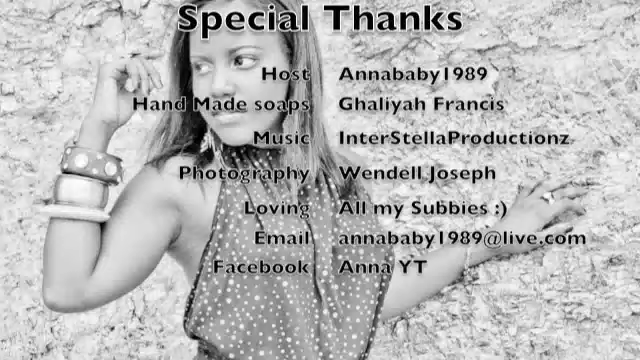 Special Thanks
Host Annababy1989
Hand Made soaps Ghaliyah Francis
Music InterStellaProductionz
Photography Wendell Joseph
Loving All my Subbies :)
Email annababy1989@live.com
Facebook Anna YT